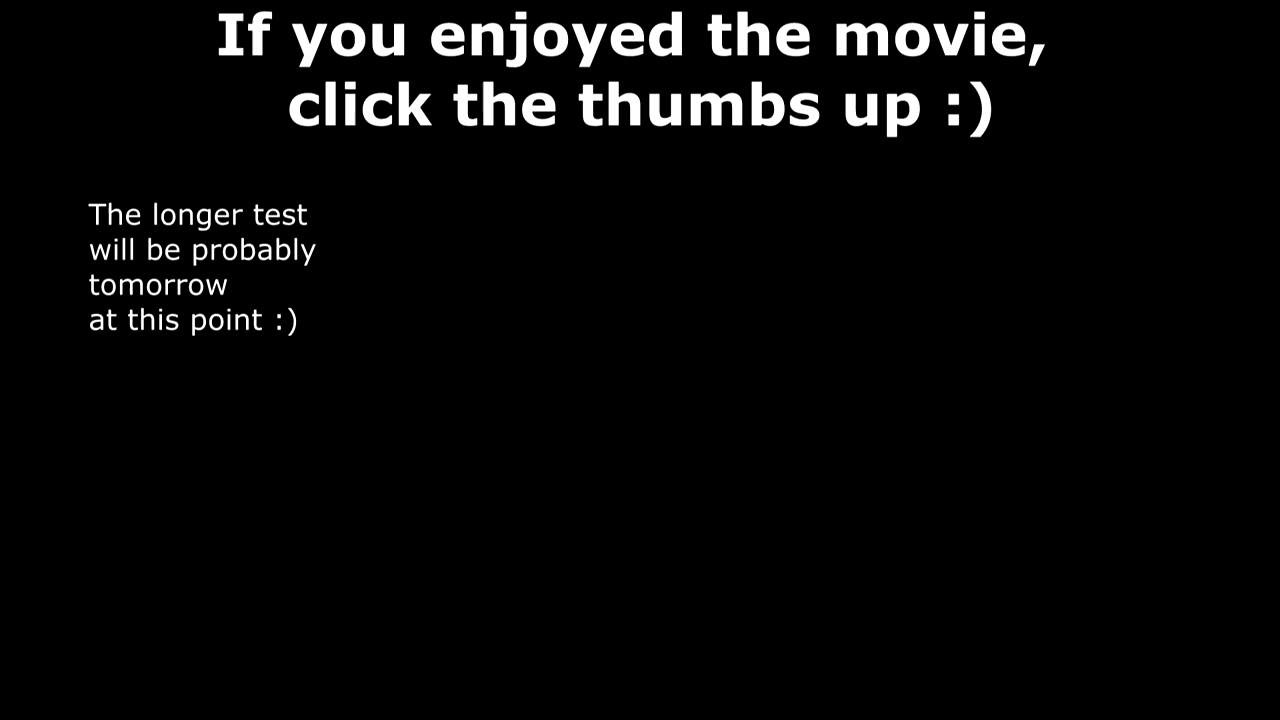 If you enjoyed the movie,
click the thumbs up :)
The longer test
will be probably
tomorrow
at this point :)